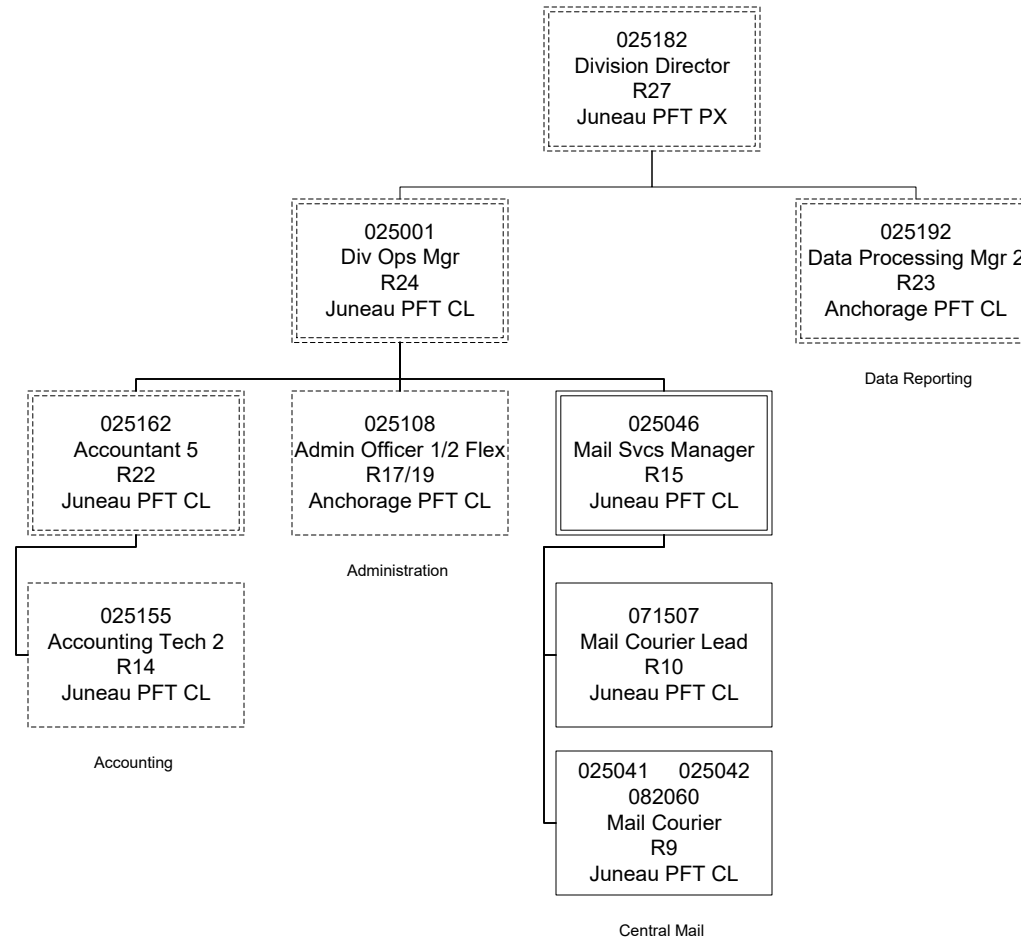 025182
Division Director
R27
Juneau PFT PX
025001
Div Ops Mgr
R24
Juneau PFT CL
025192
Data Processing Mgr 2
R23
Anchorage PFT CL
Data Reporting
025162
Accountant 5
R22
Juneau PFT CL
025108
Admin Officer 1/2 Flex
R17/19
Anchorage PFT CL
Administration
025046
Mail Svcs Manager
R15
Juneau PFT CL
025155
Accounting Tech 2
R14
Juneau PFT CL
Accounting
071507
Mail Courier Lead
R10
Juneau PFT CL
025041 025042
082060
Mail Courier
R9
Juneau PFT CL
Central Mail